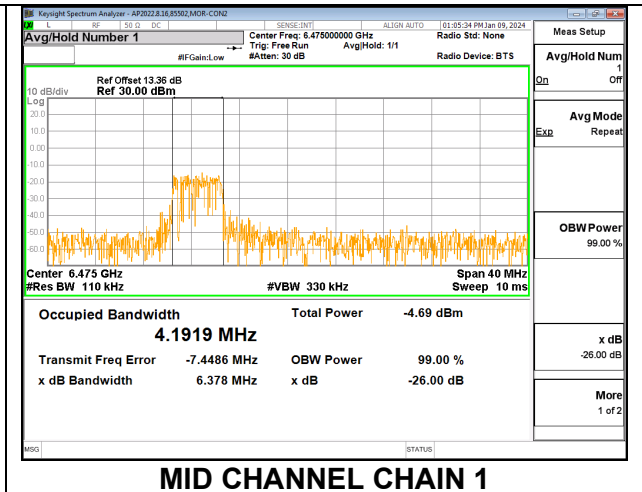 Keysight Spectrum Analyzer - AP2022.8.16,85502,MOR-CON2
LXI L RF 50 Ω DC SENSE:INT ALIGN AUTO 01:05:34 PM Jan 09, 2024
Avg/Hold Number 1
Center Freq: 6.475000000 GHz Radio Std: None
Trig: Free Run Avg|Hold: 1/1
#IFGain:Low #Atten: 30 dB Radio Device: BTS
Ref Offset 13.36 dB
10 dB/div Ref 30.00 dBm
Log
20.0
10.0
0.00
-10.0
-20.0
-30.0
-40.0
-50.0
-60.0
Center 6.475 GHz Span 40 MHz
#Res BW 110 kHz #VBW 330 kHz Sweep 10 ms
Occupied Bandwidth Total Power -4.69 dBm
4.1919 MHz
Transmit Freq Error -7.4486 MHz OBW Power 99.00 %
x dB Bandwidth 6.378 MHz x dB -26.00 dB
MSG STATUS
Meas Setup
Avg/Hold Num
1
On Off
Avg Mode
Exp Repeat
OBW Power
99.00 %
x dB
-26.00 dB
More
1 of 2
MID CHANNEL CHAIN 1